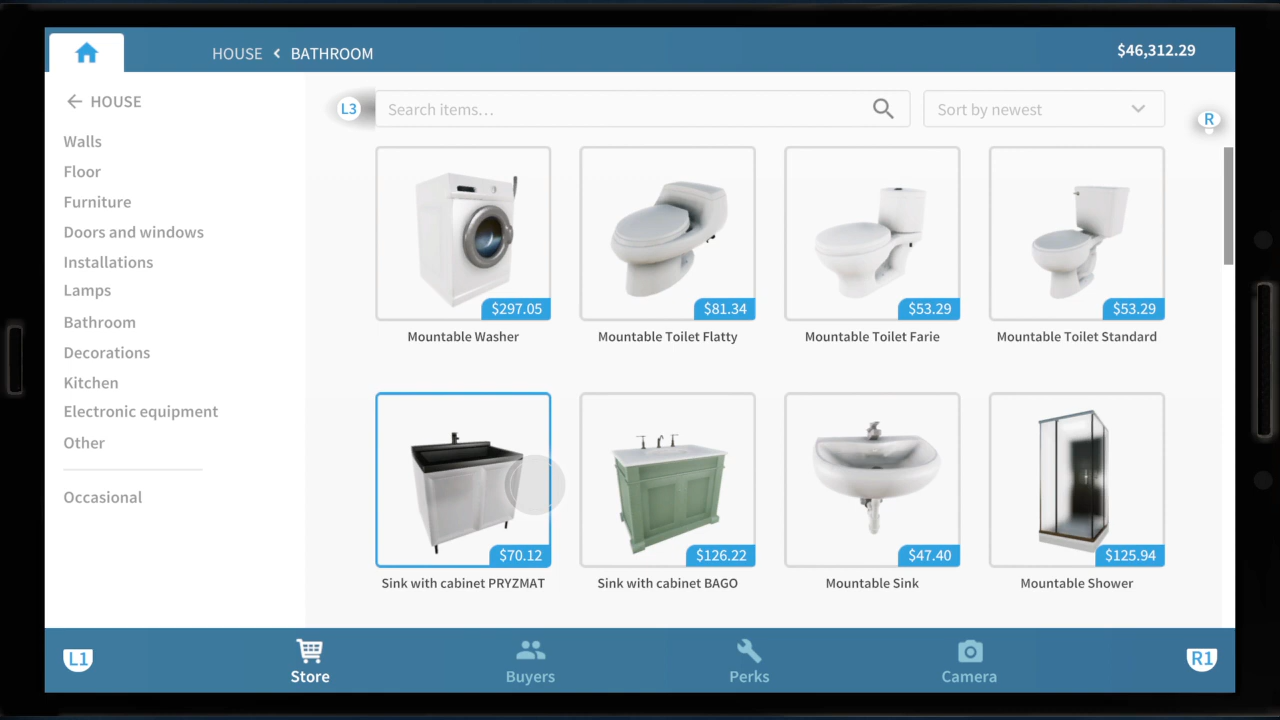 HOUSE < BATHROOM
$46,312.29
← HOUSE
Walls
Floor
Furniture
Doors and windows
Installations
Lamps
Bathroom
Decorations
Kitchen
Electronic equipment
Other
Occasional
L3
Search items...
Sort by newest
R
$297.05
$81.34
$53.29
$53.29
Mountable Washer
Mountable Toilet Flatty
Mountable Toilet Farie
Mountable Toilet Standard
$70.12
$126.22
$47.40
$125.94
Sink with cabinet PRYZMAT
Sink with cabinet BAGO
Mountable Sink
Mountable Shower
L1
Store
Buyers
Perks
Camera
R1